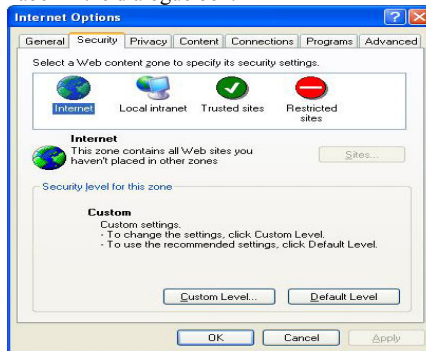 Internet Options
General Security Privacy Content Connections Programs Advanced
Select a Web content zone to specify its security settings.
Internet Local intranet Trusted sites Restricted sites
Internet
This zone contains all Web sites you haven't placed in other zones
Sites...
Security level for this zone
Custom
Custom settings.
- To change the settings, click Custom Level.
- To use the recommended settings, click Default Level.
Custom Level... Default Level
OK Cancel Apply